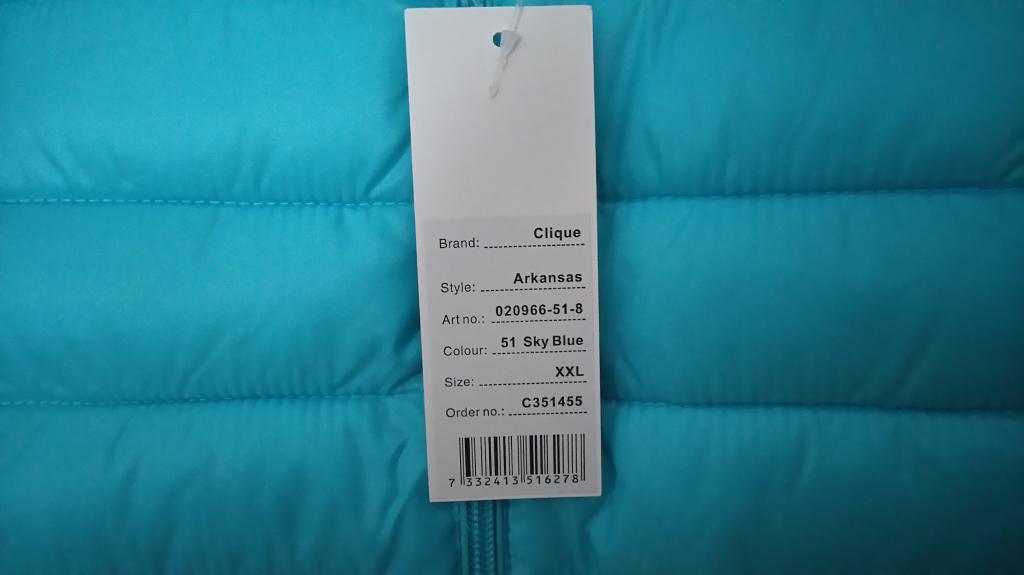 Brand: Clique
Style: Arkansas
Art no.: 020966-51-8
Colour: 51 Sky Blue
Size: XXL
Order no.: C351455
7 332413 516278